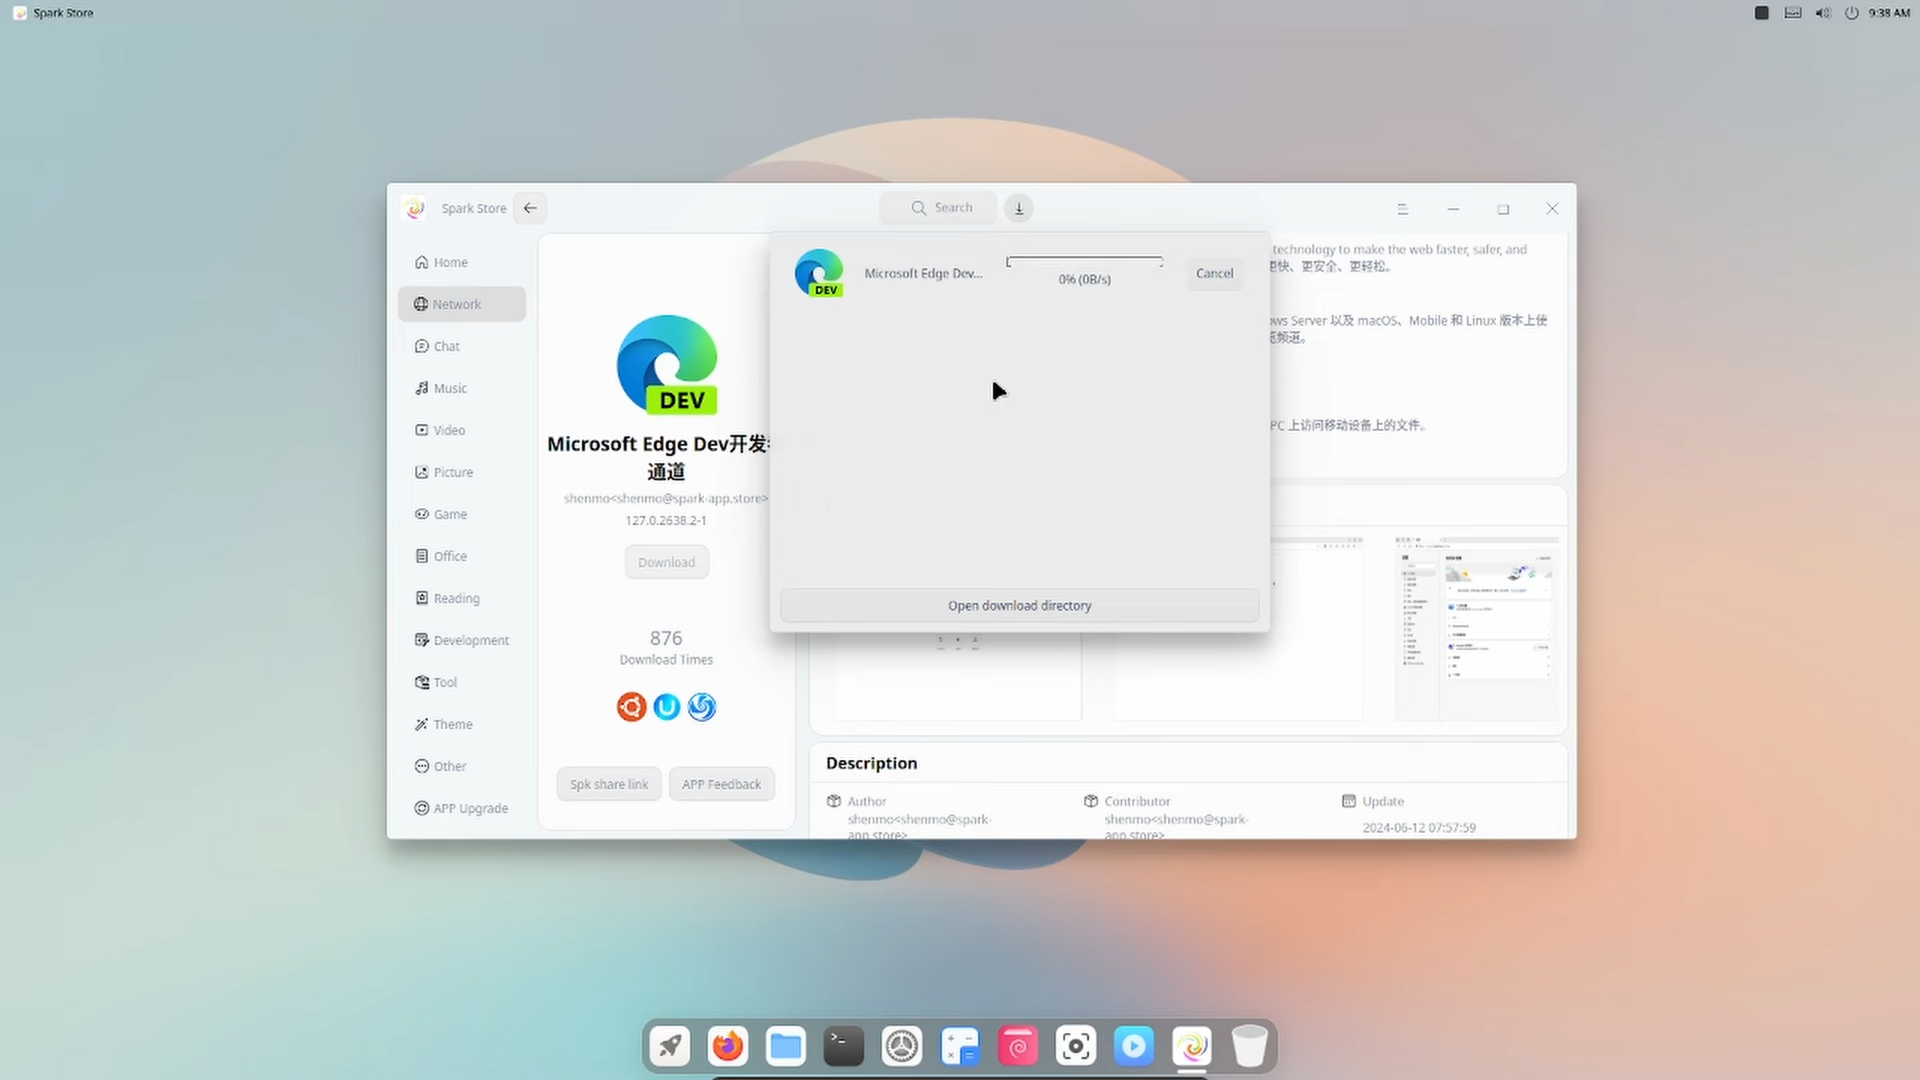 Spark Store
9:38 AM
Spark Store
Search
Home
Network
Chat
Music
Video
Picture
Game
Office
Reading
Development
Tool
Theme
Other
APP Upgrade
DEV
Microsoft Edge Dev开发
通道
shenmo<shenmo@spark-app.store>
127.0.2638.2-1
Download
876
Download Times
Spk share link
APP Feedback
DEV
Microsoft Edge Dev...
0% (0B/s)
Cancel
Open download directory
technology to make the web faster, safer, and
更快、更安全、更轻松。
ws Server 以及 macOS、Mobile 和 Linux 版本上使
频道。
PC 上访问移动设备上的文件。
Description
Author
shenmo<shenmo@spark-
app.store>
Contributor
shenmo<shenmo@spark-
app.store>
Update
2024-06-12 07:57:59